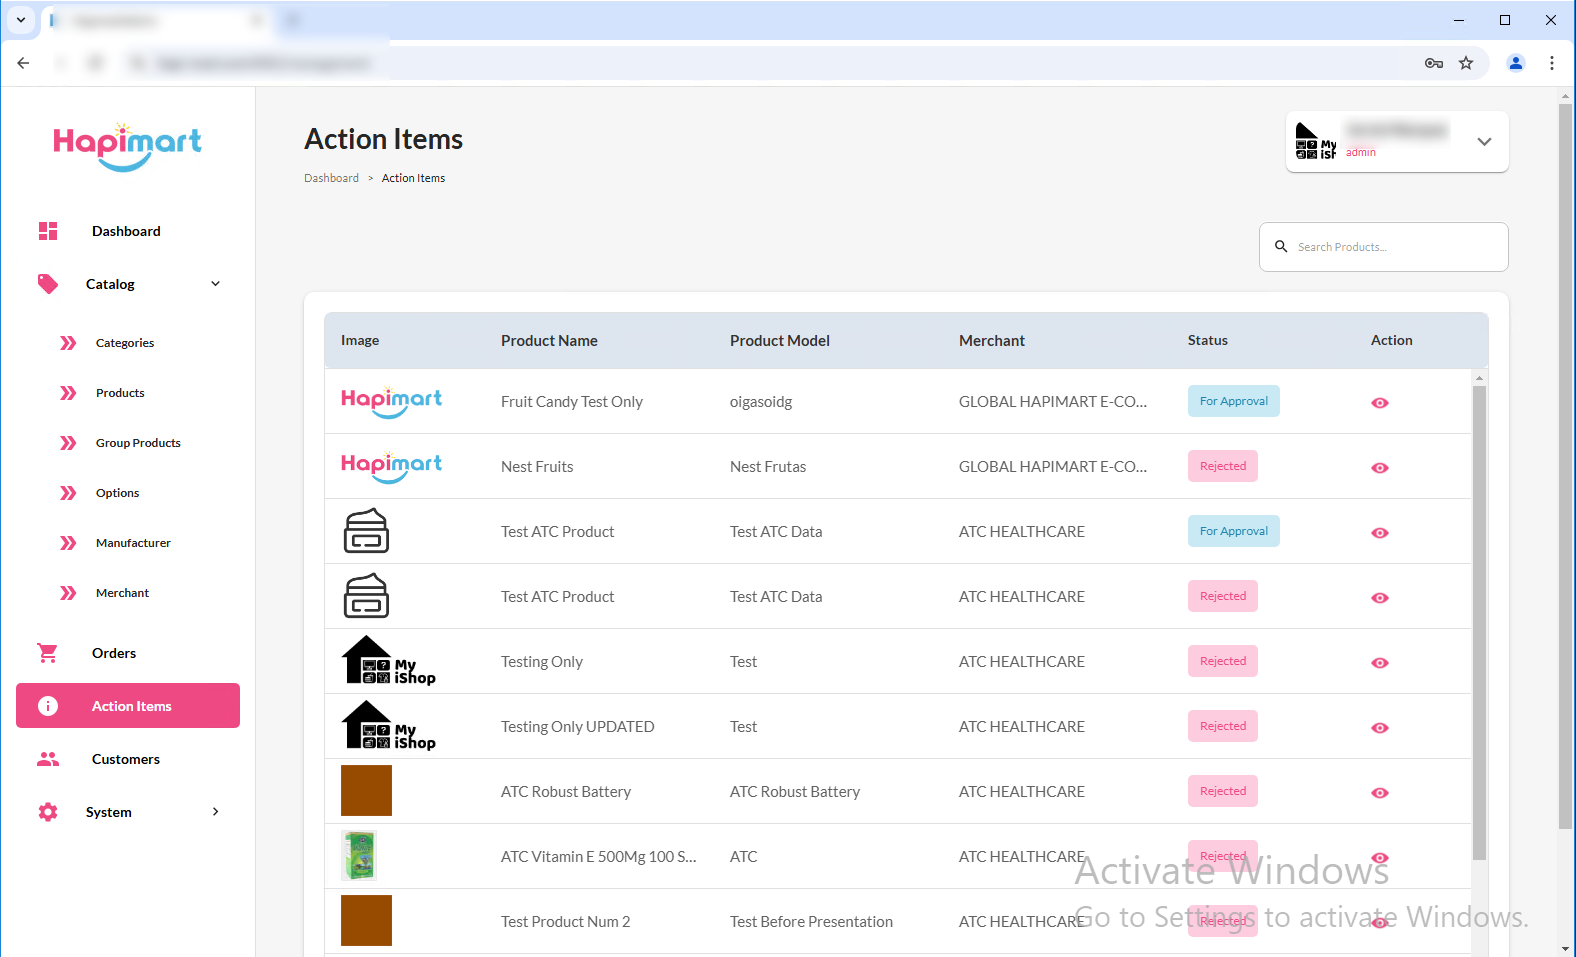 Hapimart
Action Items
admin
Dashboard > Action Items
Search Products...
Dashboard
Catalog
Categories
Products
Group Products
Options
Manufacturer
Merchant
Orders
Action Items
Customers
System
Image Product Name Product Model Merchant Status Action
Hapimart Fruit Candy Test Only oigasoidg GLOBAL HAPIMART E-CO... For Approval
Hapimart Nest Fruits Nest Frutas GLOBAL HAPIMART E-CO... Rejected
Test ATC Product Test ATC Data ATC HEALTHCARE For Approval
Test ATC Product Test ATC Data ATC HEALTHCARE Rejected
My iShop Testing Only Test ATC HEALTHCARE Rejected
My iShop Testing Only UPDATED Test ATC HEALTHCARE Rejected
ATC Robust Battery ATC Robust Battery ATC HEALTHCARE Rejected
ATC Vitamin E 500Mg 100 S... ATC ATC HEALTHCARE Rejected
Test Product Num 2 Test Before Presentation ATC HEALTHCARE Rejected
Activate Windows
Go to Settings to activate Windows.